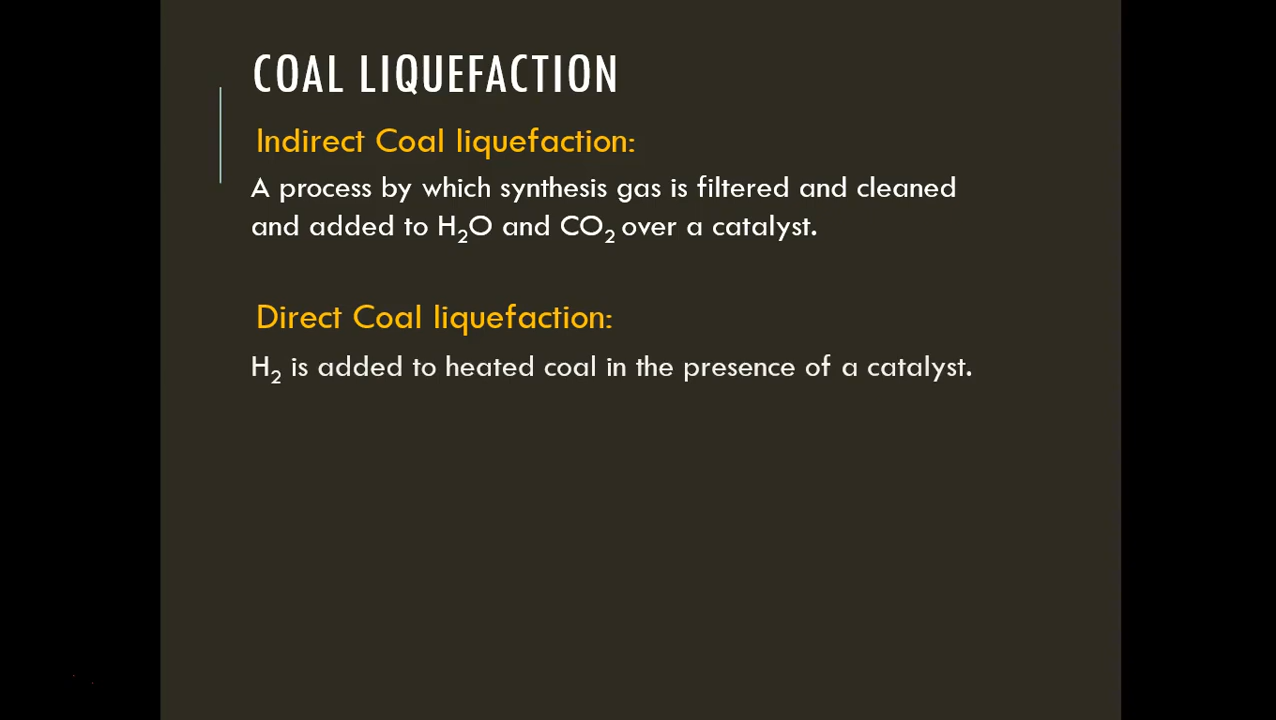 COAL LIQUEFACTION
Indirect Coal liquefaction:
A process by which synthesis gas is filtered and cleaned
and added to H₂O and CO₂ over a catalyst.
Direct Coal liquefaction:
H₂ is added to heated coal in the presence of a catalyst.